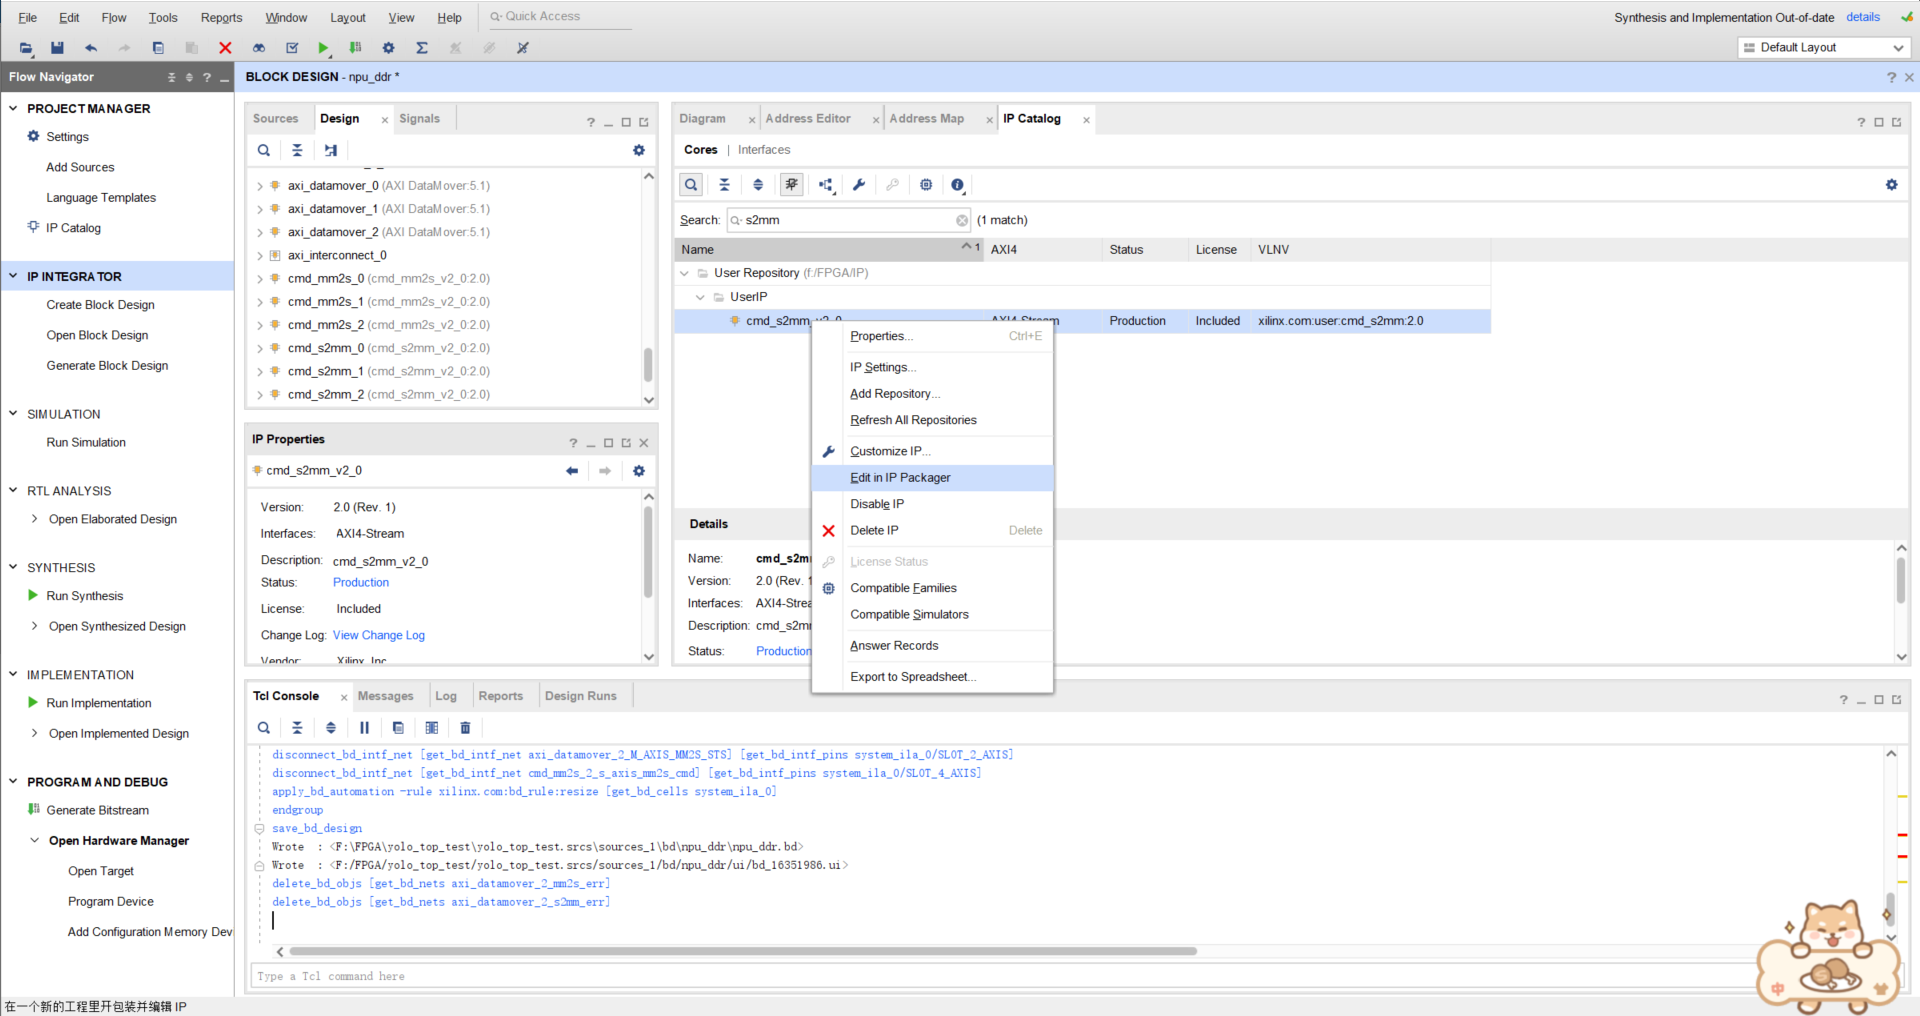 File Edit Flow Tools Reports Window Layout View Help Quick Access
Synthesis and Implementation Out-of-date details
Default Layout
Flow Navigator
PROJECT MANAGER
Settings
Add Sources
Language Templates
IP Catalog
IP INTEGRATOR
Create Block Design
Open Block Design
Generate Block Design
SIMULATION
Run Simulation
RTL ANALYSIS
Open Elaborated Design
SYNTHESIS
Run Synthesis
Open Synthesized Design
IMPLEMENTATION
Run Implementation
Open Implemented Design
PROGRAM AND DEBUG
Generate Bitstream
Open Hardware Manager
Open Target
Program Device
Add Configuration Memory Dev
BLOCK DESIGN - npu_ddr *
Sources Design Signals
axi_datamover_0 (AXI DataMover:5.1)
axi_datamover_1 (AXI DataMover:5.1)
axi_datamover_2 (AXI DataMover:5.1)
axi_interconnect_0
cmd_mm2s_0 (cmd_mm2s_v2_0:2.0)
cmd_mm2s_1 (cmd_mm2s_v2_0:2.0)
cmd_mm2s_2 (cmd_mm2s_v2_0:2.0)
cmd_s2mm_0 (cmd_s2mm_v2_0:2.0)
cmd_s2mm_1 (cmd_s2mm_v2_0:2.0)
cmd_s2mm_2 (cmd_s2mm_v2_0:2.0)
IP Properties
cmd_s2mm_v2_0
Version: 2.0 (Rev. 1)
Interfaces: AXI4-Stream
Description: cmd_s2mm_v2_0
Status: Production
License: Included
Change Log: View Change Log
Vendor: Xilinx, Inc.
Diagram Address Editor Address Map IP Catalog
Cores | Interfaces
Search: s2mm (1 match)
Name 1 AXI4 Status License VLNV
User Repository (f:/FPGA/IP)
UserIP
cmd_s2mm_v2_0 AXI4-Stream Production Included xilinx.com:user:cmd_s2mm:2.0
Properties... Ctrl+E
IP Settings...
Add Repository...
Refresh All Repositories
Customize IP...
Edit in IP Packager
Disable IP
Delete IP Delete
License Status
Compatible Families
Compatible Simulators
Answer Records
Export to Spreadsheet...
Details
Name: cmd_s2m
Version: 2.0 (Rev. 1
Interfaces: AXI4-Strea
Description: cmd_s2m
Status: Production
Tcl Console Messages Log Reports Design Runs
disconnect_bd_intf_net [get_bd_intf_net axi_datamover_2_M_AXIS_MM2S_STS] [get_bd_intf_pins system_ila_0/SLOT_2_AXIS]
disconnect_bd_intf_net [get_bd_intf_net cmd_mm2s_2_s_axis_mm2s_cmd] [get_bd_intf_pins system_ila_0/SLOT_4_AXIS]
apply_bd_automation -rule xilinx.com:bd_rule:resize [get_bd_cells system_ila_0]
endgroup
save_bd_design
Wrote : <F:\FPGA\yolo_top_test\yolo_top_test.srcs\sources_1\bd\npu_ddr\npu_ddr.bd>
Wrote : <F:/FPGA/yolo_top_test/yolo_top_test.srcs/sources_1/bd/npu_ddr/ui/bd_16351986.ui>
delete_bd_objs [get_bd_nets axi_datamover_2_mm2s_err]
delete_bd_objs [get_bd_nets axi_datamover_2_s2mm_err]
Type a Tcl command here
中
在一个新的工程里开包装并编辑 IP